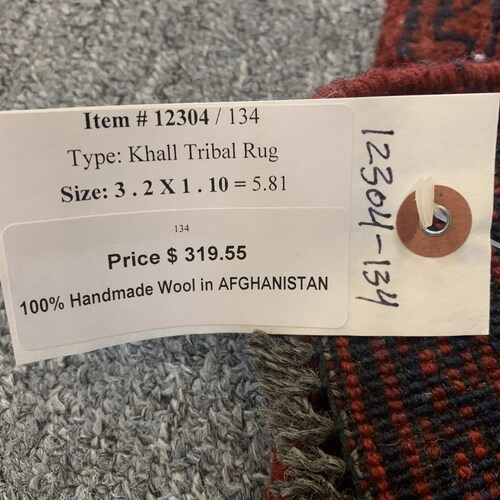 Item # 12304 / 134
Type: Khall Tribal Rug
Size: 3 . 2 X 1 . 10 = 5.81
134
Price $ 319.55
100% Handmade Wool in AFGHANISTAN
12304-134